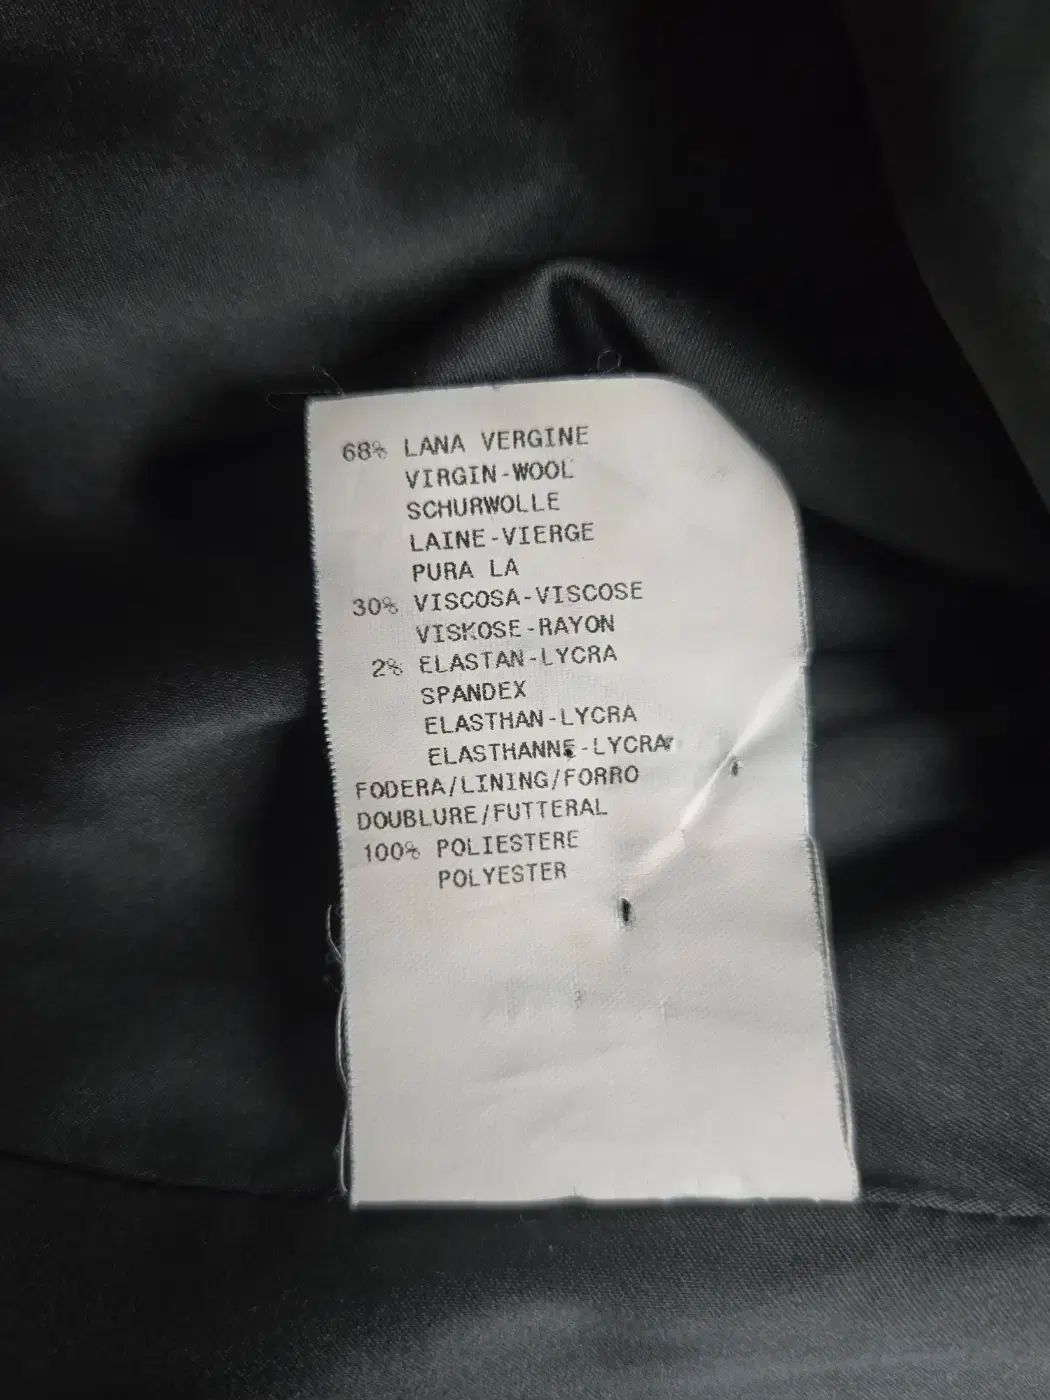 68% LANA VERGINE
VIRGIN-WOOL
SCHURWOLLE
LAINE-VIERGE
PURA LA
30% VISCOSA-VISCOSE
VISKOSE-RAYON
2% ELASTAN-LYCRA
SPANDEX
ELASTHAN-LYCRA
ELASTHANNE-LYCRA
FODERA/LINING/FORRO
DOUBLURE/FUTTERAL
100% POLIESTERE
POLYESTER